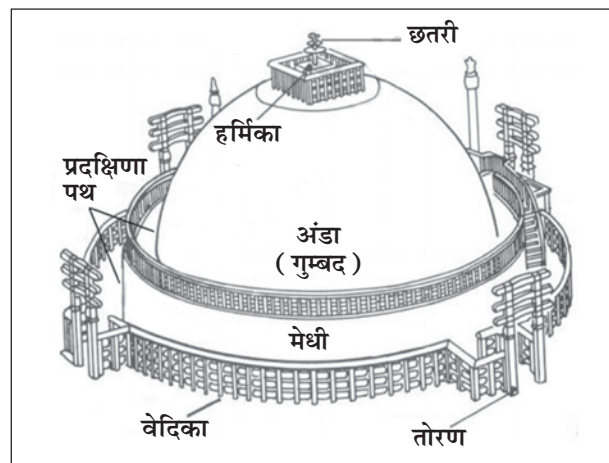 छतरी
हर्मिका
प्रदक्षिणा
पथ
अंडा
( गुम्बद )
मेधी
वेदिका
तोरण